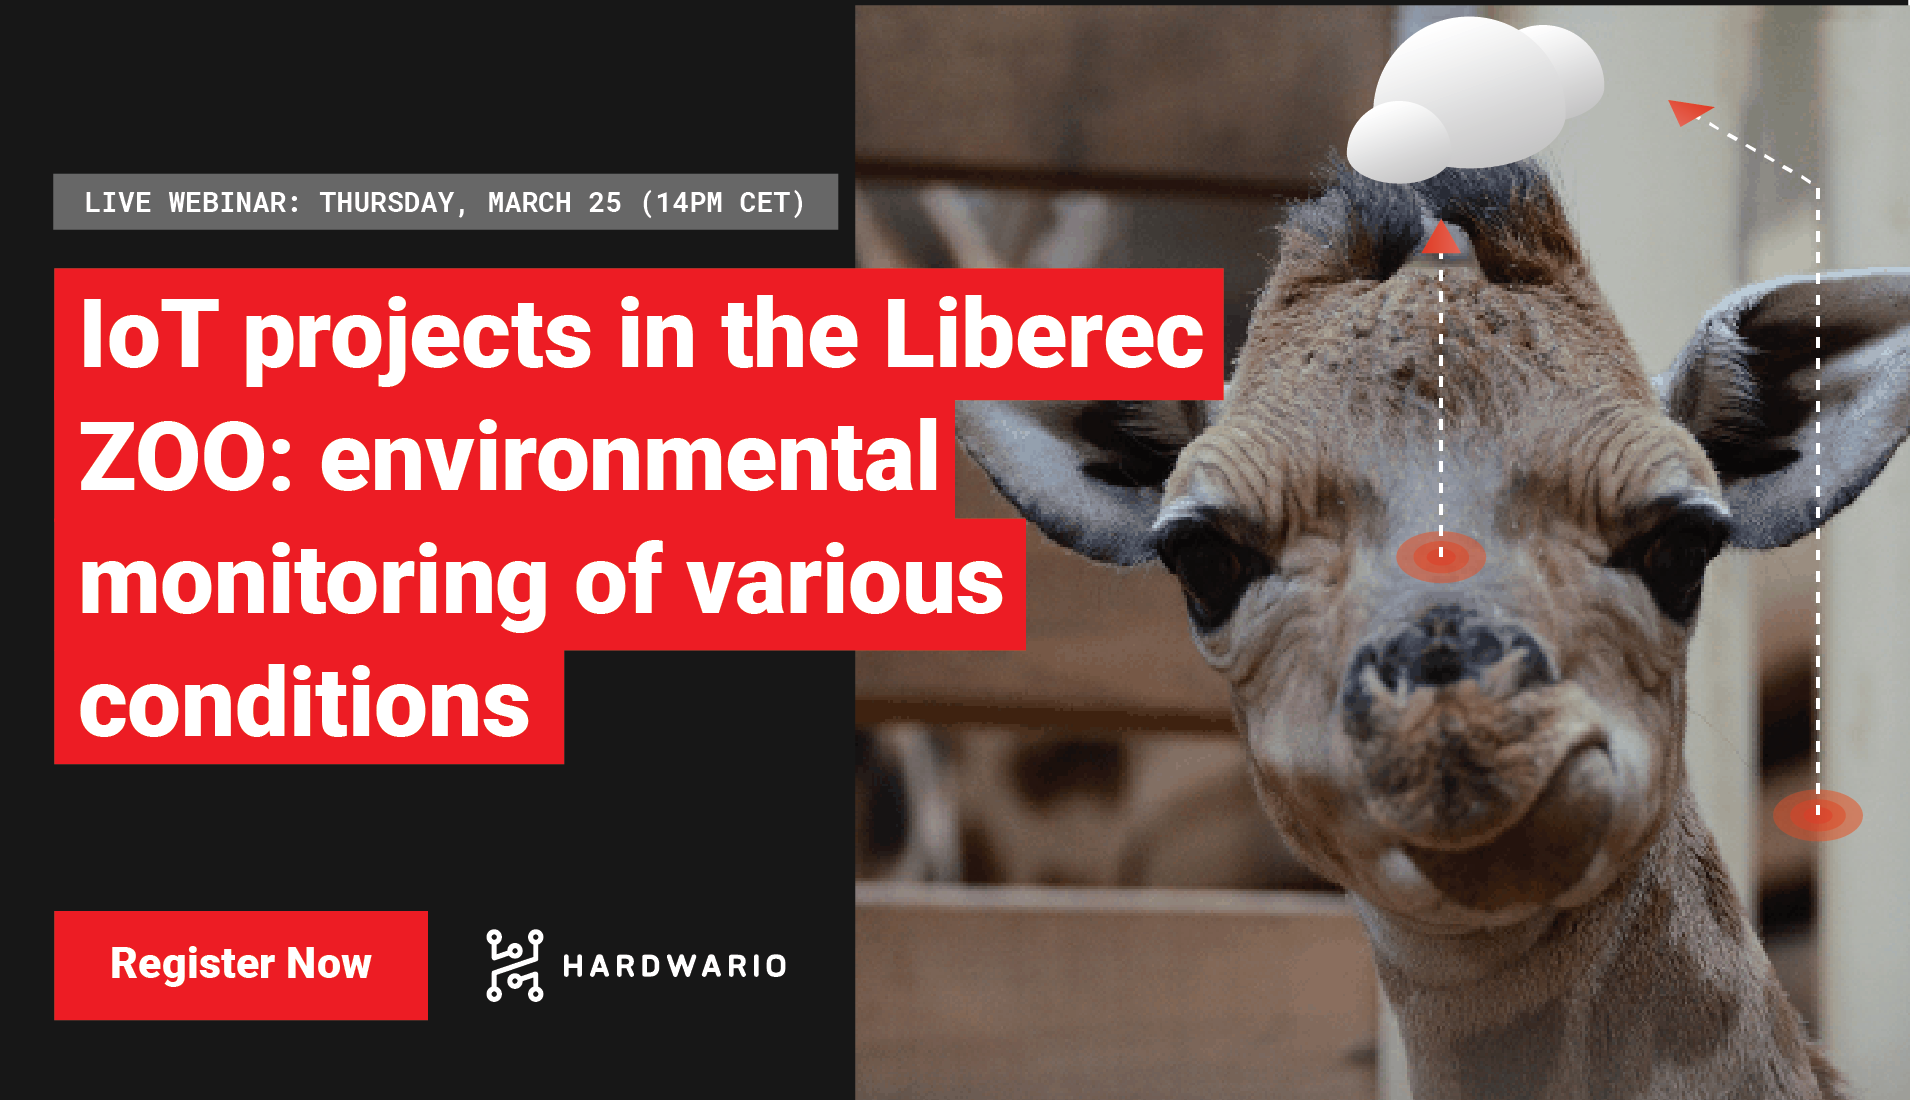 LIVE WEBINAR: THURSDAY, MARCH 25 (14PM CET)
IoT projects in the Liberec
ZOO: environmental
monitoring of various
conditions
Register Now
HARDWARIO